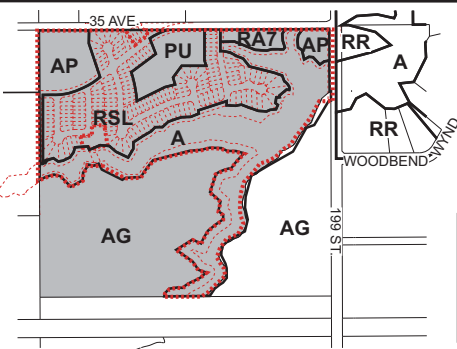 35 AVE.
AP
PU
RA7
AP
RR
A
RSL
A
RR
WOODBEND WYND
AG
AG
199 ST.